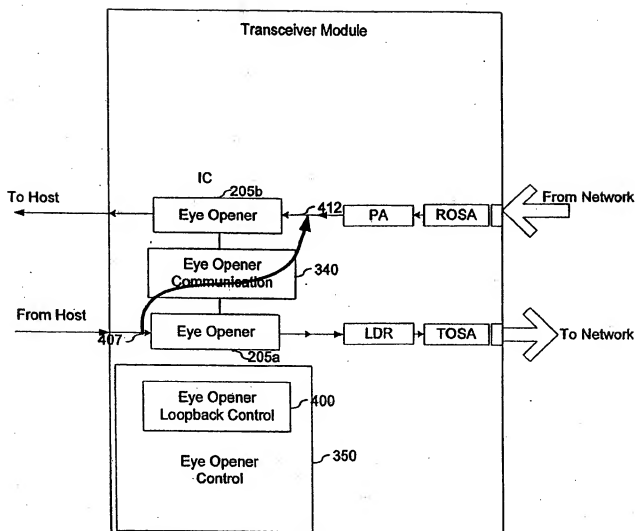 Transceiver Module
IC
205b
To Host
Eye Opener
412
PA
ROSA
From Network
Eye Opener
Communisation
340
From Host
407
Eye Opener
205a
LDR
TOSA
To Network
Eye Opener
Loopback Control
400
Eye Opener
Control
350